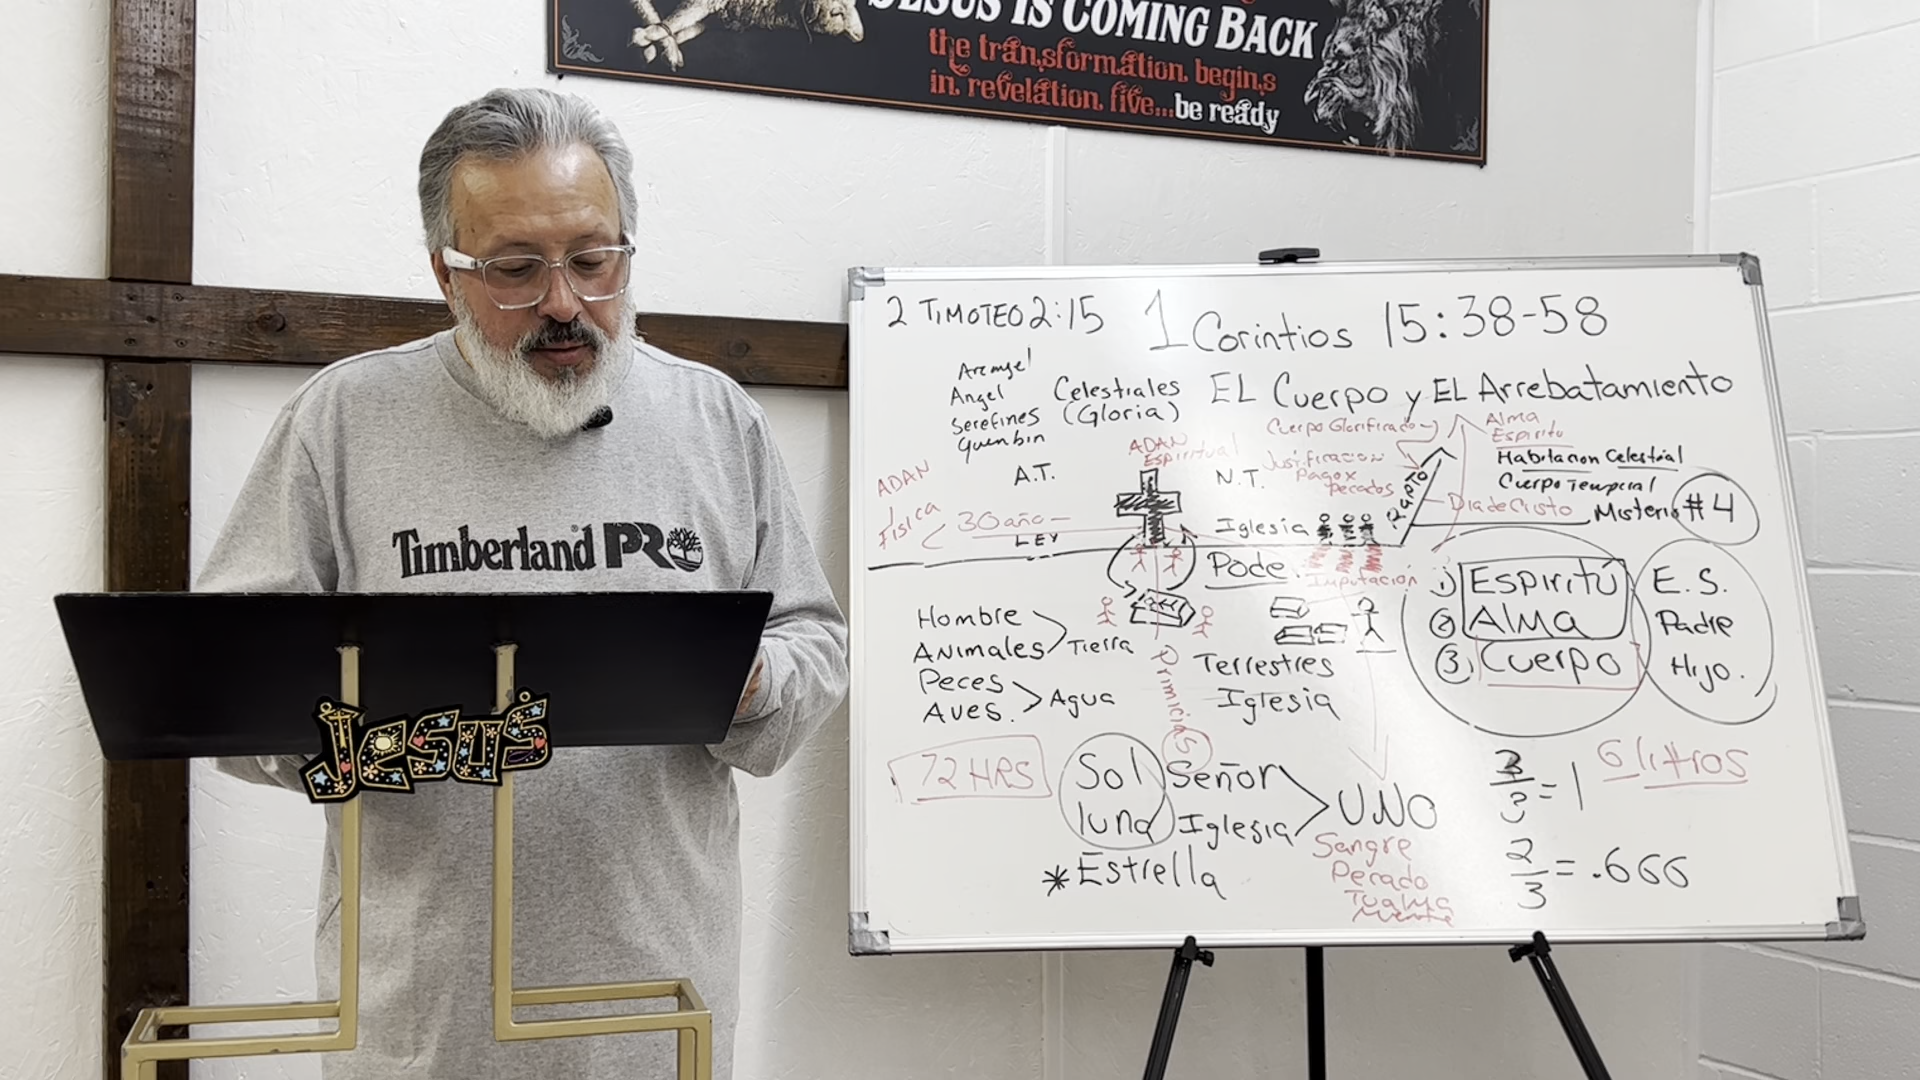 JESUS IS COMING BACK
the transformation begins
in revelation five...be ready
Timberland PRO
JESUS
2 TIMOTEO 2:15
1 Corintios 15:38-58
EL Cuerpo y EL Arrebatamiento
Angel
Serefines
Celestiales
(Gloria)
Cuerpo Glorificado
Alma
Espiritu
Habitacion Celestial
Cuerpo Temporal
Misterio #4
Dia de Cristo
ADAN
Fisica
A.T.
30 año
LEY
ADAN
Espiritual
N.T.
Justificacion
Pago x
Pecados
Rapto
Iglesia
Pode
Imputación
1) Espiritú
2) Alma
3) Cuerpo
E.S.
Padre
Hijo.
Hombre
Animales
Tierra
Peces
Aves.
Agua
Primicias
Terrestres
Iglesia
72 HRS
Sol
luna
*Estrella
Señor
Iglesia
UNO
Sangre
Pecado
3/3=1
6 litros
2/3=.666